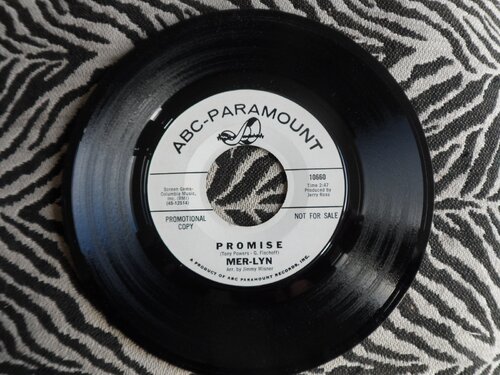 ABC-PARAMOUNT
Screen Gems-
Columbia Music,
Inc. (BMI)
(45-12614)
10660
Time 2:47
Produced by
Jerry Ross
PROMOTIONAL
COPY
NOT FOR SALE
PROMISE
(Tony Powers - G. Fischoff)
MER-LYN
Arr. by Jimmy Wisner
A PRODUCT OF ABC PARAMOUNT RECORDS, INC.